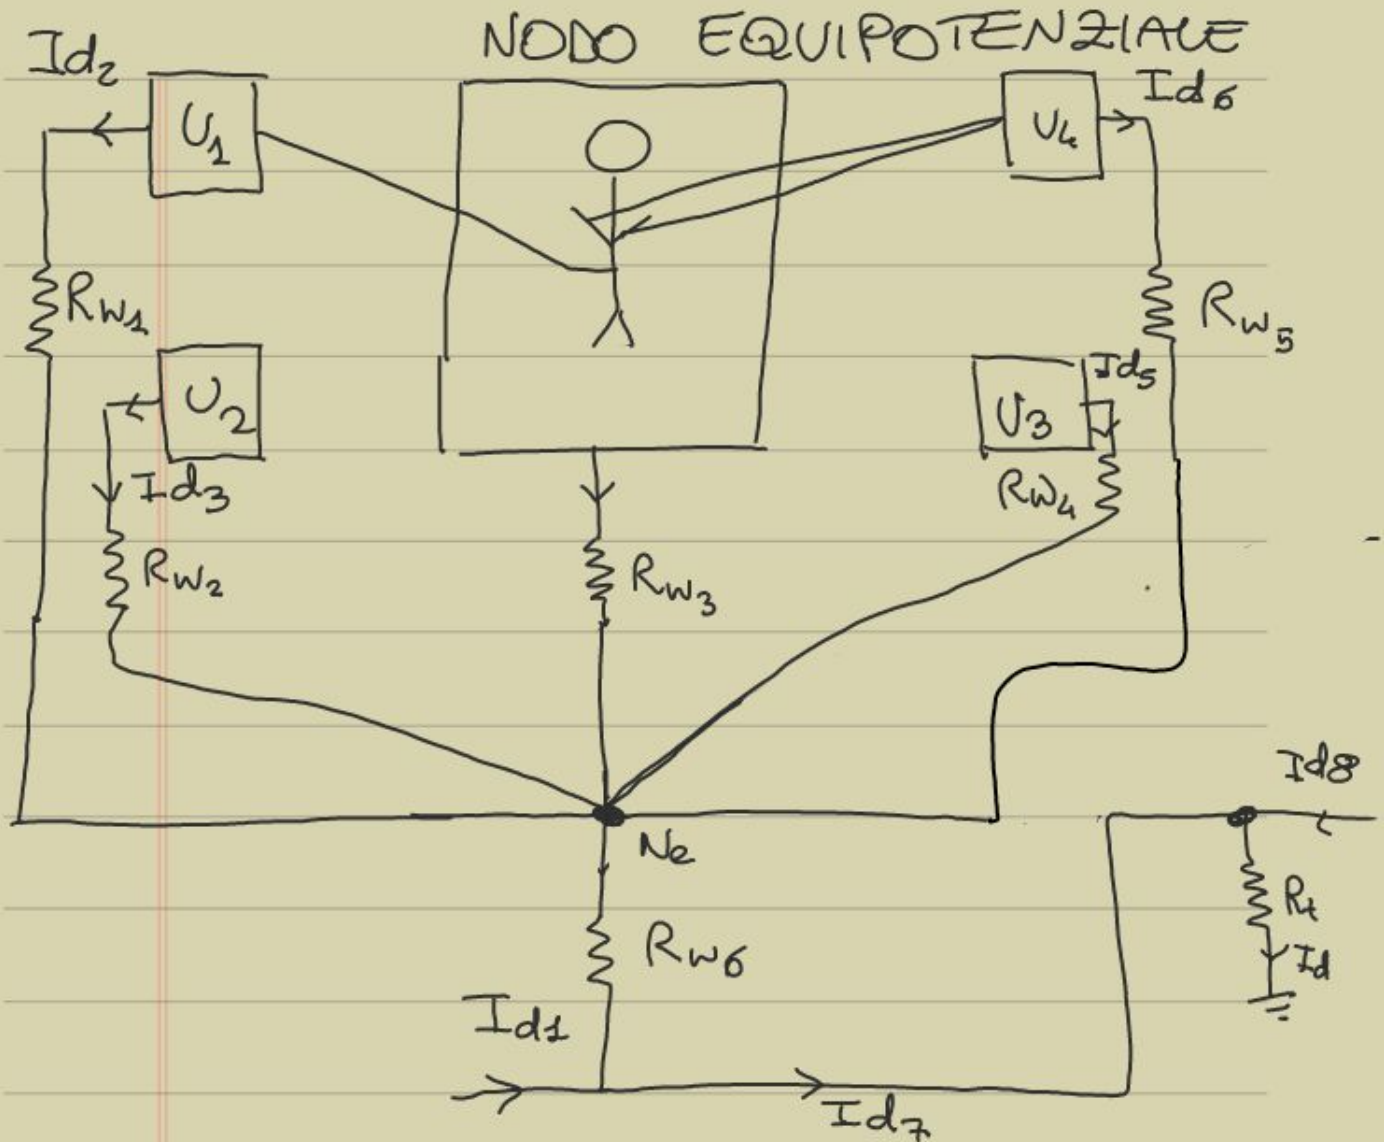 NODO EQUIPOTENZIALE
Id2
U1
U4
Id6
RW1
RW5
U2
U3
Id5
Id3
RW4
RW2
RW3
Id8
Ne
Rt
RW6
Id
Id1
Id7